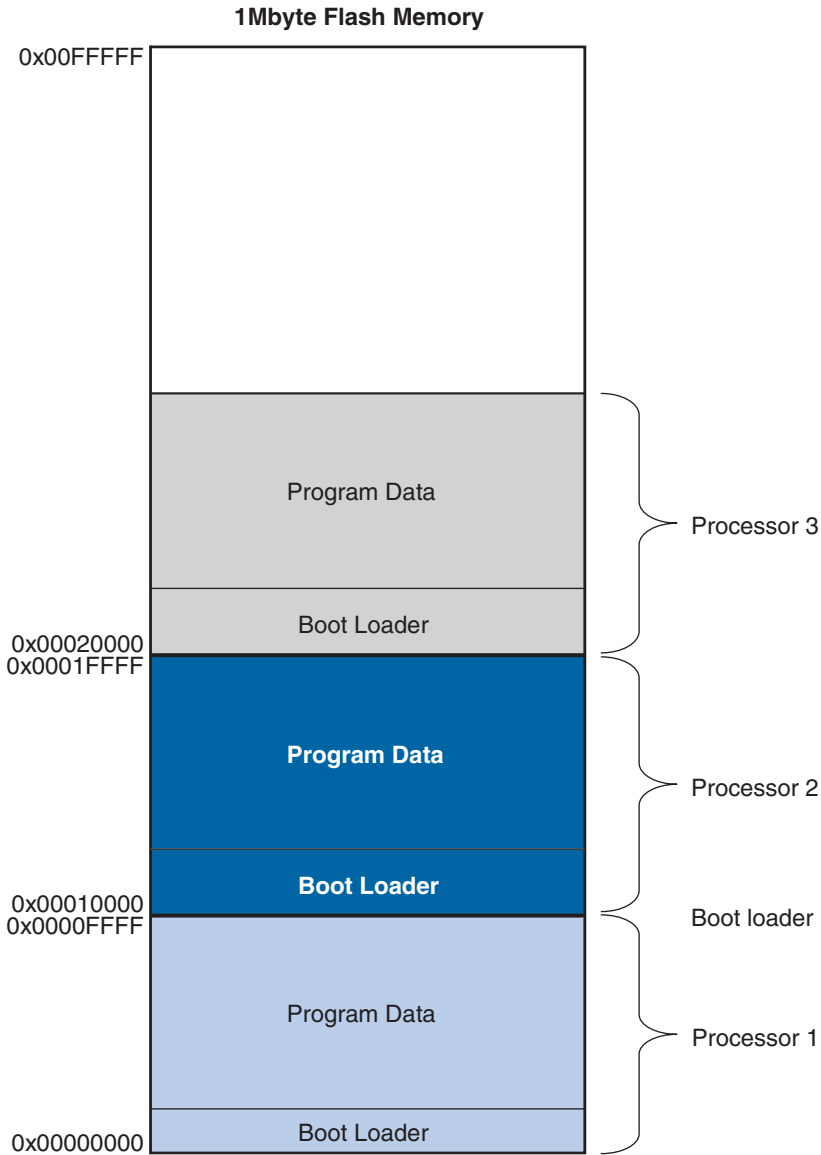 1Mbyte Flash Memory
0x00FFFFF
Program Data
Processor 3
Boot Loader
0x00020000
0x0001FFFF
Program Data
Processor 2
Boot Loader
0x00010000
0x0000FFFF
Boot loader
Program Data
Processor 1
Boot Loader
0x00000000